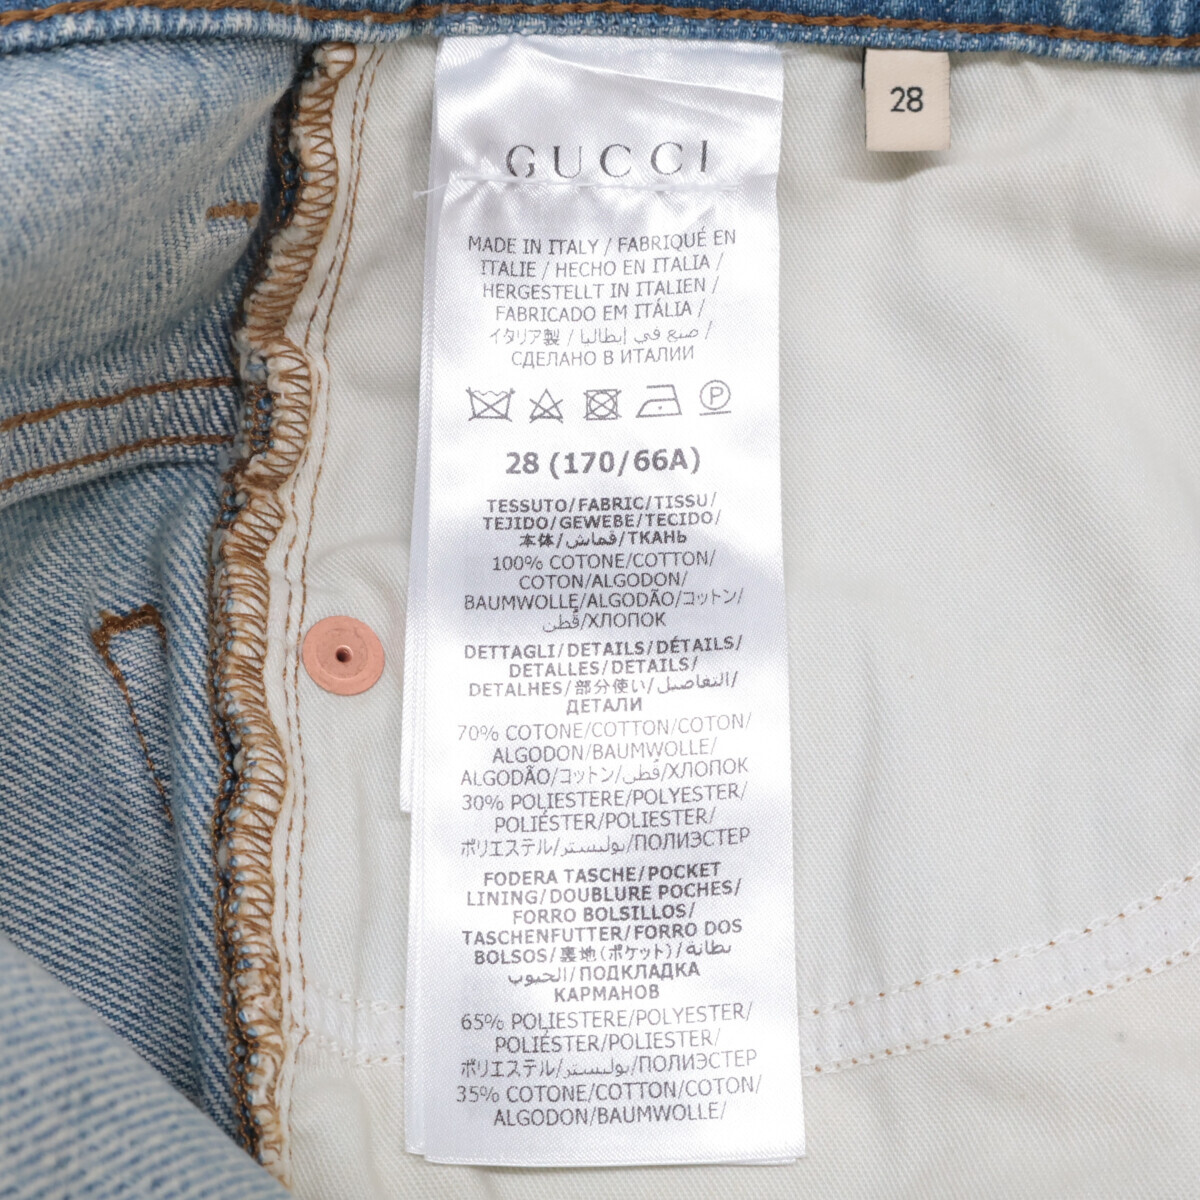 28
GUCCI
MADE IN ITALY / FABRIQUÉ EN
ITALIE / HECHO EN ITALIA /
HERGESTELLT IN ITALIEN /
FABRICADO EM ITÁLIA /
イタリア製 / صنع في إيطاليا /
СДЕЛАНО В ИТАЛИИ
P
28 (170/66A)
TESSUTO/FABRIC/TISSU/
TEJIDO/GEWEBE/TECIDO/
本体/قماش/ТКАНЬ
100% COTONE/COTTON/
COTON/ALGODON/
BAUMWOLLE/ALGODÃO/コットン/
قطن/ХЛОПОК
DETTAGLI/DETAILS/DÉTAILS/
DETALLES/DETAILS/
DETALHES/部分使い/التفاصيل/
ДЕТАЛИ
70% COTONE/COTTON/COTON/
ALGODON/BAUMWOLLE/
ALGODÃO/コットン/قطن/ХЛОПОК
30% POLIESTERE/POLYESTER/
POLIÉSTER/POLIESTER/
ポリエステル/بوليستر/ПОЛИЭСТЕР
FODERA TASCHE/POCKET
LINING/DOUBLURE POCHES/
FORRO BOLSILLOS/
TASCHENFUTTER/FORRO DOS
BOLSOS/裏地(ポケット)/بطانة
الجيوب/ПОДКЛАДКА
КАРМАНОВ
65% POLIESTERE/POLYESTER/
POLIÉSTER/POLIESTER/
ポリエステル/بوليستر/ПОЛИЭСТЕР
35% COTONE/COTTON/COTON/
ALGODON/BAUMWOLLE/